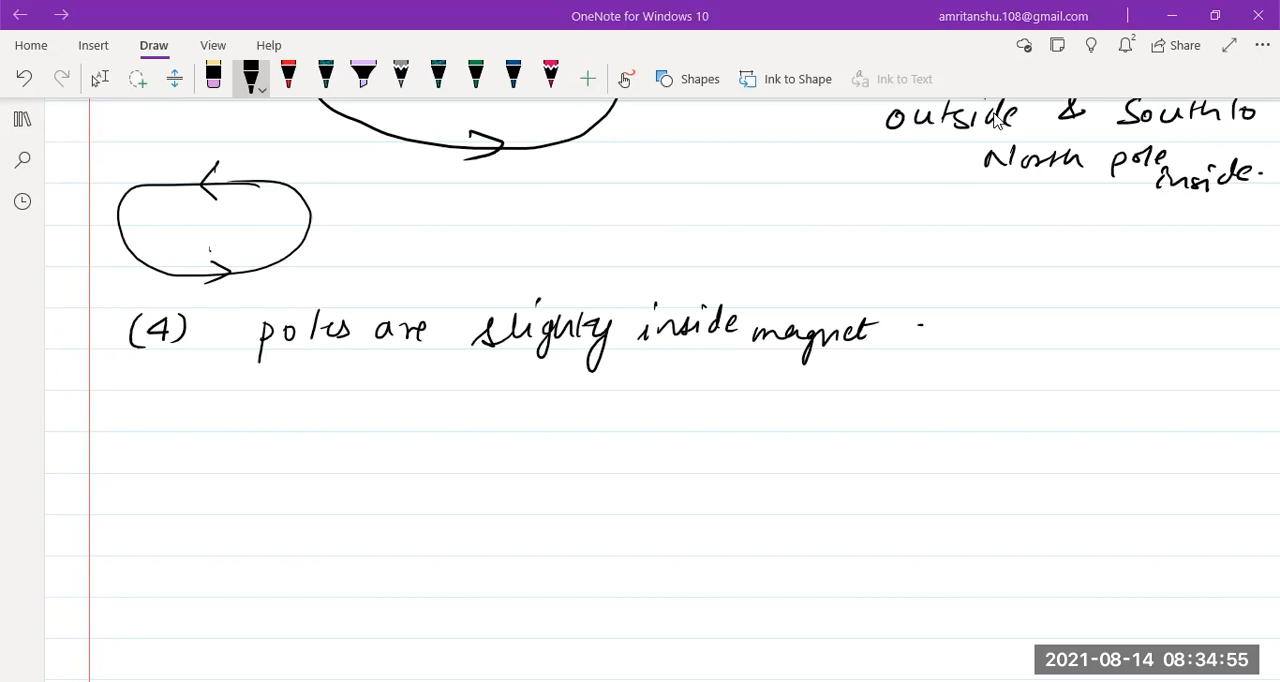 OneNote for Windows 10
amritanshu.108@gmail.com
Home Insert Draw View Help
2 Share
Shapes Ink to Shape Ink to Text
outside & South to
North pole
inside.
(4) poles are slighly inside magnet.
2021-08-14 08:34:55